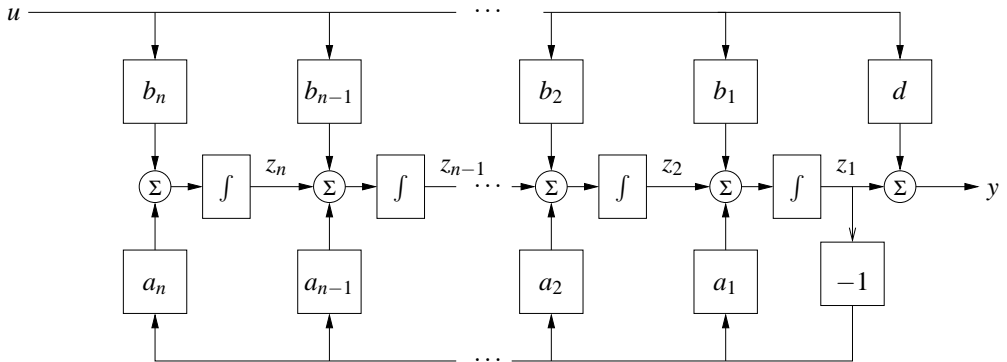 u ⋯
b_n b_{n−1} b_2 b_1 d
Σ ∫ z_n Σ ∫ z_{n−1} ⋯ Σ ∫ z_2 Σ ∫ z_1 Σ y
a_n a_{n−1} a_2 a_1 −1
⋯